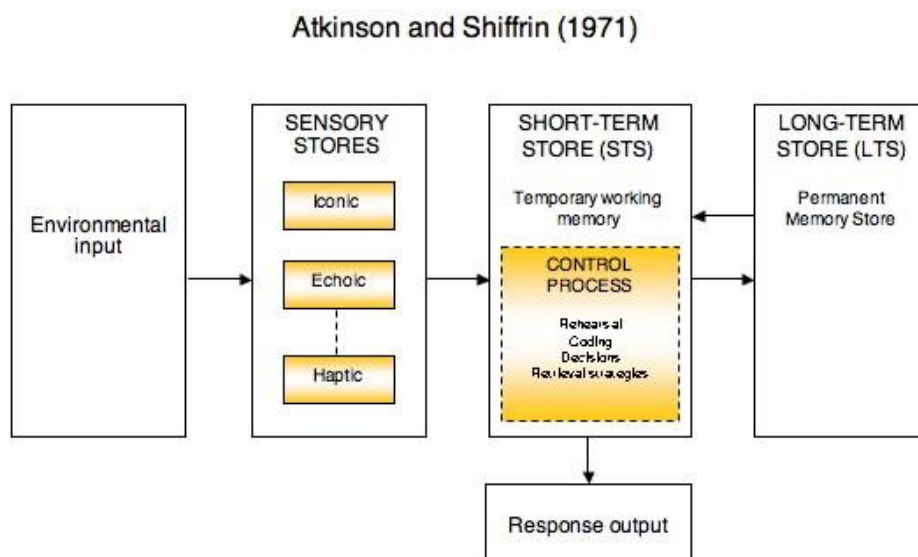 Atkinson and Shiffrin (1971)
Environmental
input
SENSORY
STORES
Iconic
Echoic
Haptic
SHORT-TERM
STORE (STS)
Temporary working
memory
CONTROL
PROCESS
Rehearsal
Coding
Decisions
Retrieval strategies
LONG-TERM
STORE (LTS)
Permanent
Memory Store
Response output